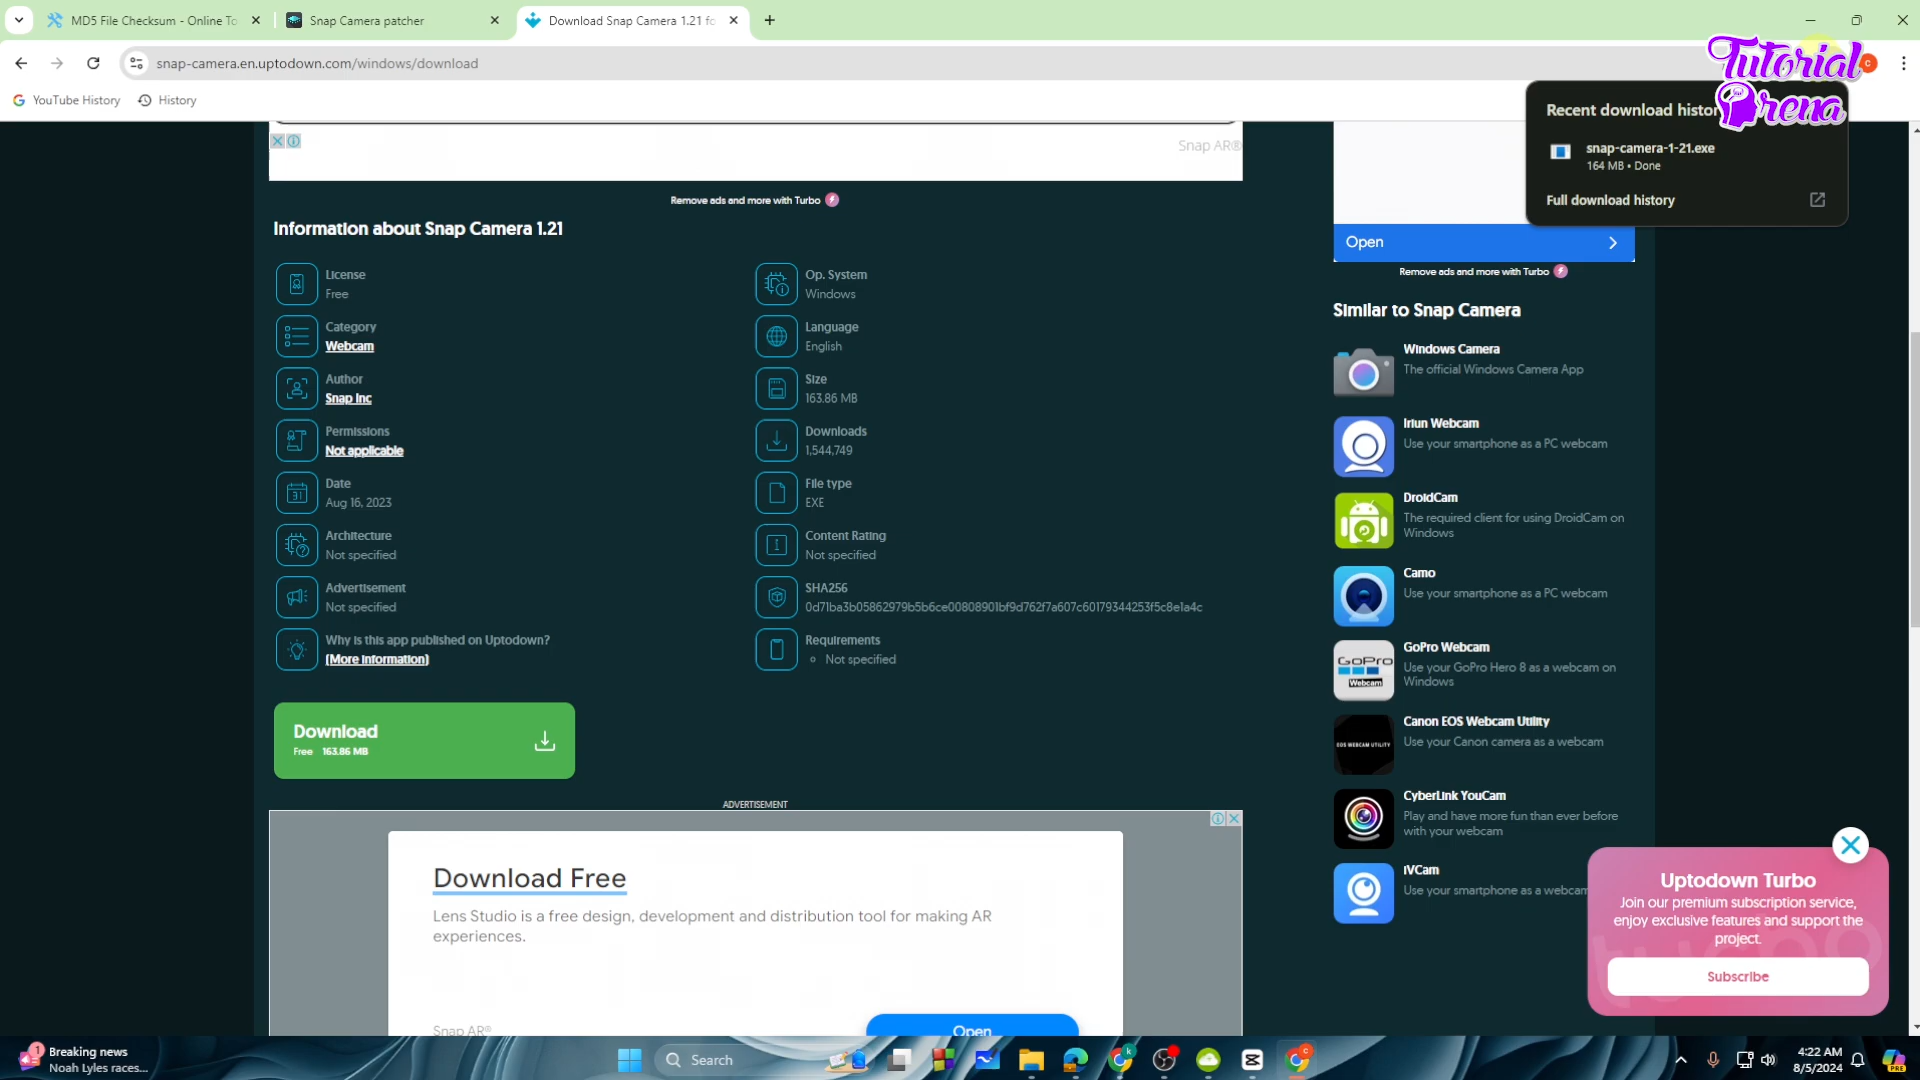 MD5 File Checksum - Online To
Snap Camera patcher
Download Snap Camera 1.21 fo
snap-camera.en.uptodown.com/windows/download
Tutorial
Arena
YouTube History
History
Recent download histor
snap-camera-1-21.exe
164 MB • Done
Full download history
Snap AR®
Remove ads and more with Turbo
Information about Snap Camera 1.21
License
Free
Op. System
Windows
Category
Webcam
Language
English
Author
Snap Inc
Size
163.86 MB
Permissions
Not applicable
Downloads
1,544,749
Date
Aug 16, 2023
File type
EXE
Architecture
Not specified
Content Rating
Not specified
Advertisement
Not specified
SHA256
0d71ba3b05862979b5b6ce00808901bf9d762f7a607c60179344253f5c8e1a4c
Why is this app published on Uptodown?
(More information)
Requirements
Not specified
Download
Free 163.86 MB
ADVERTISEMENT
Download Free
Lens Studio is a free design, development and distribution tool for making AR
experiences.
Snap AR®
Open
Open
Remove ads and more with Turbo
Similar to Snap Camera
Windows Camera
The official Windows Camera App
Iriun Webcam
Use your smartphone as a PC webcam
DroidCam
The required client for using DroidCam on
Windows
Camo
Use your smartphone as a PC webcam
GoPro
Webcam
GoPro Webcam
Use your GoPro Hero 8 as a webcam on
Windows
EOS WEBCAM UTILITY
Canon EOS Webcam Utility
Use your Canon camera as a webcam
CyberLink YouCam
Play and have more fun than ever before
with your webcam
iVCam
Use your smartphone as a webcam
Uptodown Turbo
Join our premium subscription service,
enjoy exclusive features and support the
project.
Subscribe
1
Breaking news
Noah Lyles races...
Search
4:22 AM
8/5/2024
PRE